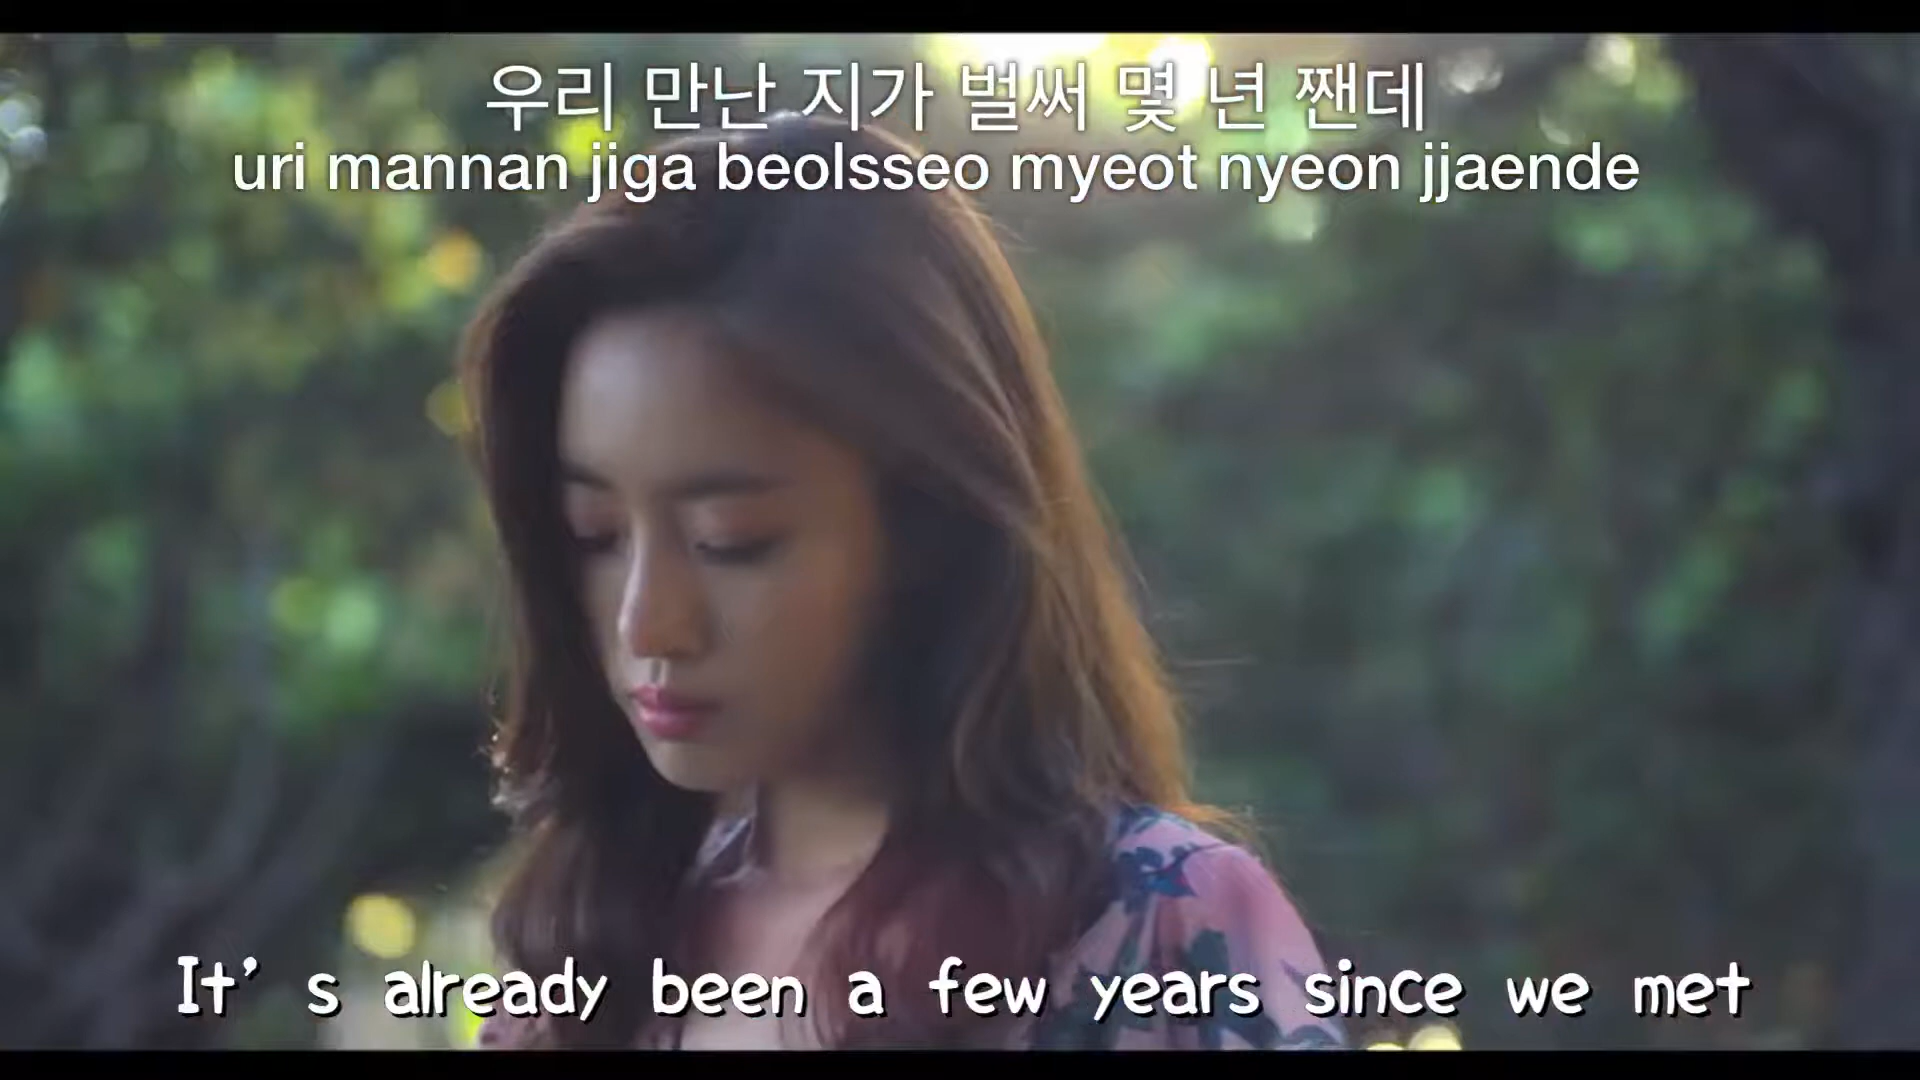 우리 만난 지가 벌써 몇 년 짼데
uri mannan jiga beolsseo myeot nyeon jjaende
It's already been a few years since we met